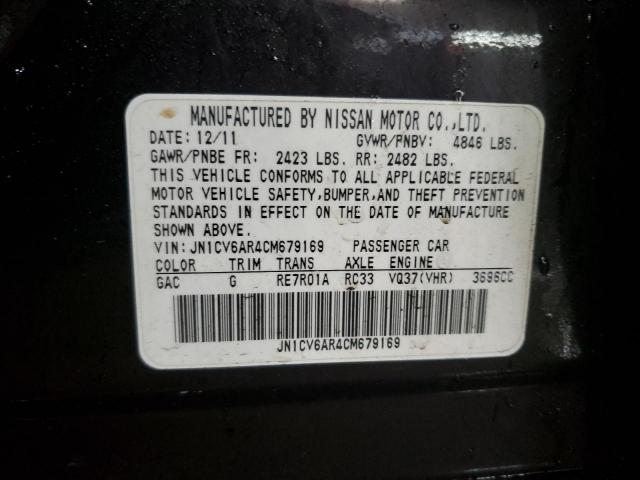 MANUFACTURED BY NISSAN MOTOR CO.,LTD.
DATE: 12/11 GVWR/PNBV: 4846 LBS.
GAWR/PNBE FR: 2423 LBS. RR: 2482 LBS.
THIS VEHICLE CONFORMS TO ALL APPLICABLE FEDERAL
MOTOR VEHICLE SAFETY,BUMPER,AND THEFT PREVENTION
STANDARDS IN EFFECT ON THE DATE OF MANUFACTURE
SHOWN ABOVE.
VIN: JN1CV6AR4CM679169 PASSENGER CAR
COLOR TRIM TRANS AXLE ENGINE
GAC G RE7R01A RC33 VQ37(VHR) 3696CC
JN1CV6AR4CM679169